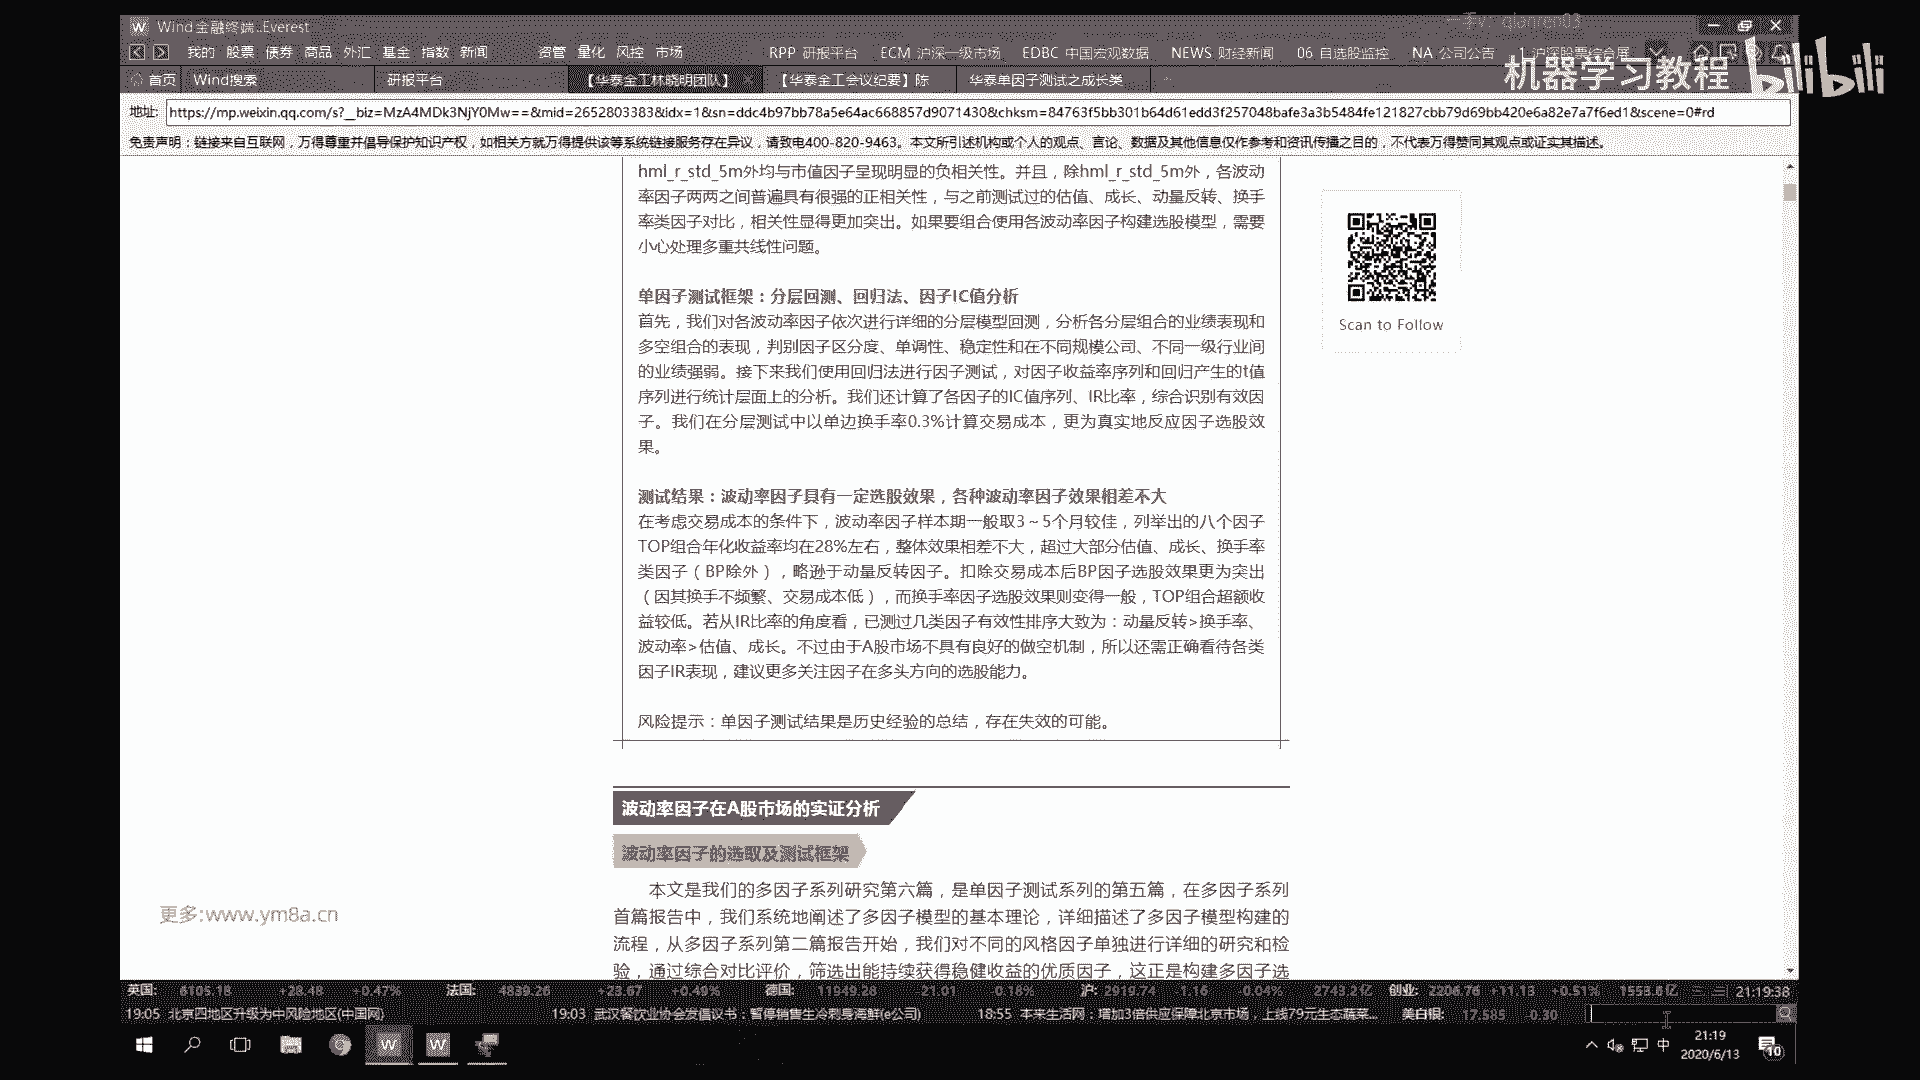 Wind金融终端..Everest
一手v: qianren03
我的 股票 债券 商品 外汇 基金 指数 新闻 资管 量化 风控 市场 RPP 研报平台 ECM 沪深一级市场 EDBC 中国宏观数据 NEWS 财经新闻 06 自选股监控 NA 公司公告 1 沪深股票综合屏
首页 Wind搜索 研报平台 【华泰金工林晓明团队】 【华泰金工会议纪要】陈 华泰单因子测试之成长类
机器学习教程 bilibili
地址: https://mp.weixin.qq.com/s?__biz=MzA4MDk3NjY0Mw==&mid=2652803383&idx=1&sn=ddc4b97bb78a5e64ac668857d9071430&chksm=84763f5bb301b64d61edd3f257048bafe3a3b5484fe121827cbb79d69bb420e6a82e7a7f6ed1&scene=0#rd
免责声明：链接来自互联网，万得尊重并倡导保护知识产权，如相关方就万得提供该等系统链接服务存在异议，请致电400-820-9463。本文所引述机构或个人的观点、言论、数据及其他信息仅作参考和资讯传播之目的，不代表万得赞同其观点或证实其描述。
hml_r_std_5m外均与市值因子呈现明显的负相关性。并且，除hml_r_std_5m外，各波动
率因子两两之间普遍具有很强的正相关性，与之前测试过的估值、成长、动量反转、换手
率类因子对比，相关性显得更加突出。如果要组合使用各波动率因子构建选股模型，需要
小心处理多重共线性问题。
Scan to Follow
单因子测试框架：分层回测、回归法、因子IC值分析
首先，我们对各波动率因子依次进行详细的分层模型回测，分析各分层组合的业绩表现和
多空组合的表现，判别因子区分度、单调性、稳定性和在不同规模公司、不同一级行业间
的业绩强弱。接下来我们使用回归法进行因子测试，对因子收益率序列和回归产生的t值
序列进行统计层面上的分析。我们还计算了各因子的IC值序列、IR比率，综合识别有效因
子。我们在分层测试中以单边换手率0.3%计算交易成本，更为真实地反应因子选股效
果。
测试结果：波动率因子具有一定选股效果，各种波动率因子效果相差不大
在考虑交易成本的条件下，波动率因子样本期一般取3～5个月较佳，列举出的八个因子
TOP组合年化收益率均在28%左右，整体效果相差不大，超过大部分估值、成长、换手率
类因子（BP除外），略逊于动量反转因子。扣除交易成本后BP因子选股效果更为突出
（因其换手不频繁、交易成本低），而换手率因子选股效果则变得一般，TOP组合超额收
益较低。若从IR比率的角度看，已测过几类因子有效性排序大致为：动量反转>换手率、
波动率>估值、成长。不过由于A股市场不具有良好的做空机制，所以还需正确看待各类
因子IR表现，建议更多关注因子在多头方向的选股能力。
风险提示：单因子测试结果是历史经验的总结，存在失效的可能。
波动率因子在A股市场的实证分析
波动率因子的选取及测试框架
本文是我们的多因子系列研究第六篇，是单因子测试系列的第五篇，在多因子系列
首篇报告中，我们系统地阐述了多因子模型的基本理论，详细描述了多因子模型构建的
流程，从多因子系列第二篇报告开始，我们对不同的风格因子单独进行详细的研究和检
验，通过综合对比评价，筛选出能持续获得稳健收益的优质因子，这正是构建多因子选
更多:www.ym8a.cn
英国: 6105.18 +28.48 +0.47% 法国: 4839.26 +23.67 +0.49% 德国: 11949.28 21.01 0.18% 沪: 2919.74 1.16 0.04% 2743.2亿 创业: 2206.76 +11.13 +0.51% 1553.6亿 21:19:38
19:05 北京四地区升级为中风险地区(中国网) 19:03 武汉餐饮业协会发倡议书：暂停销售生冷刺身海鲜(e公司) 18:55 本来生活网：增加3倍供应保障北京市场，上线79元生态蔬菜... 美白银: 17.585 0.30
中 21:19
2020/6/13
10